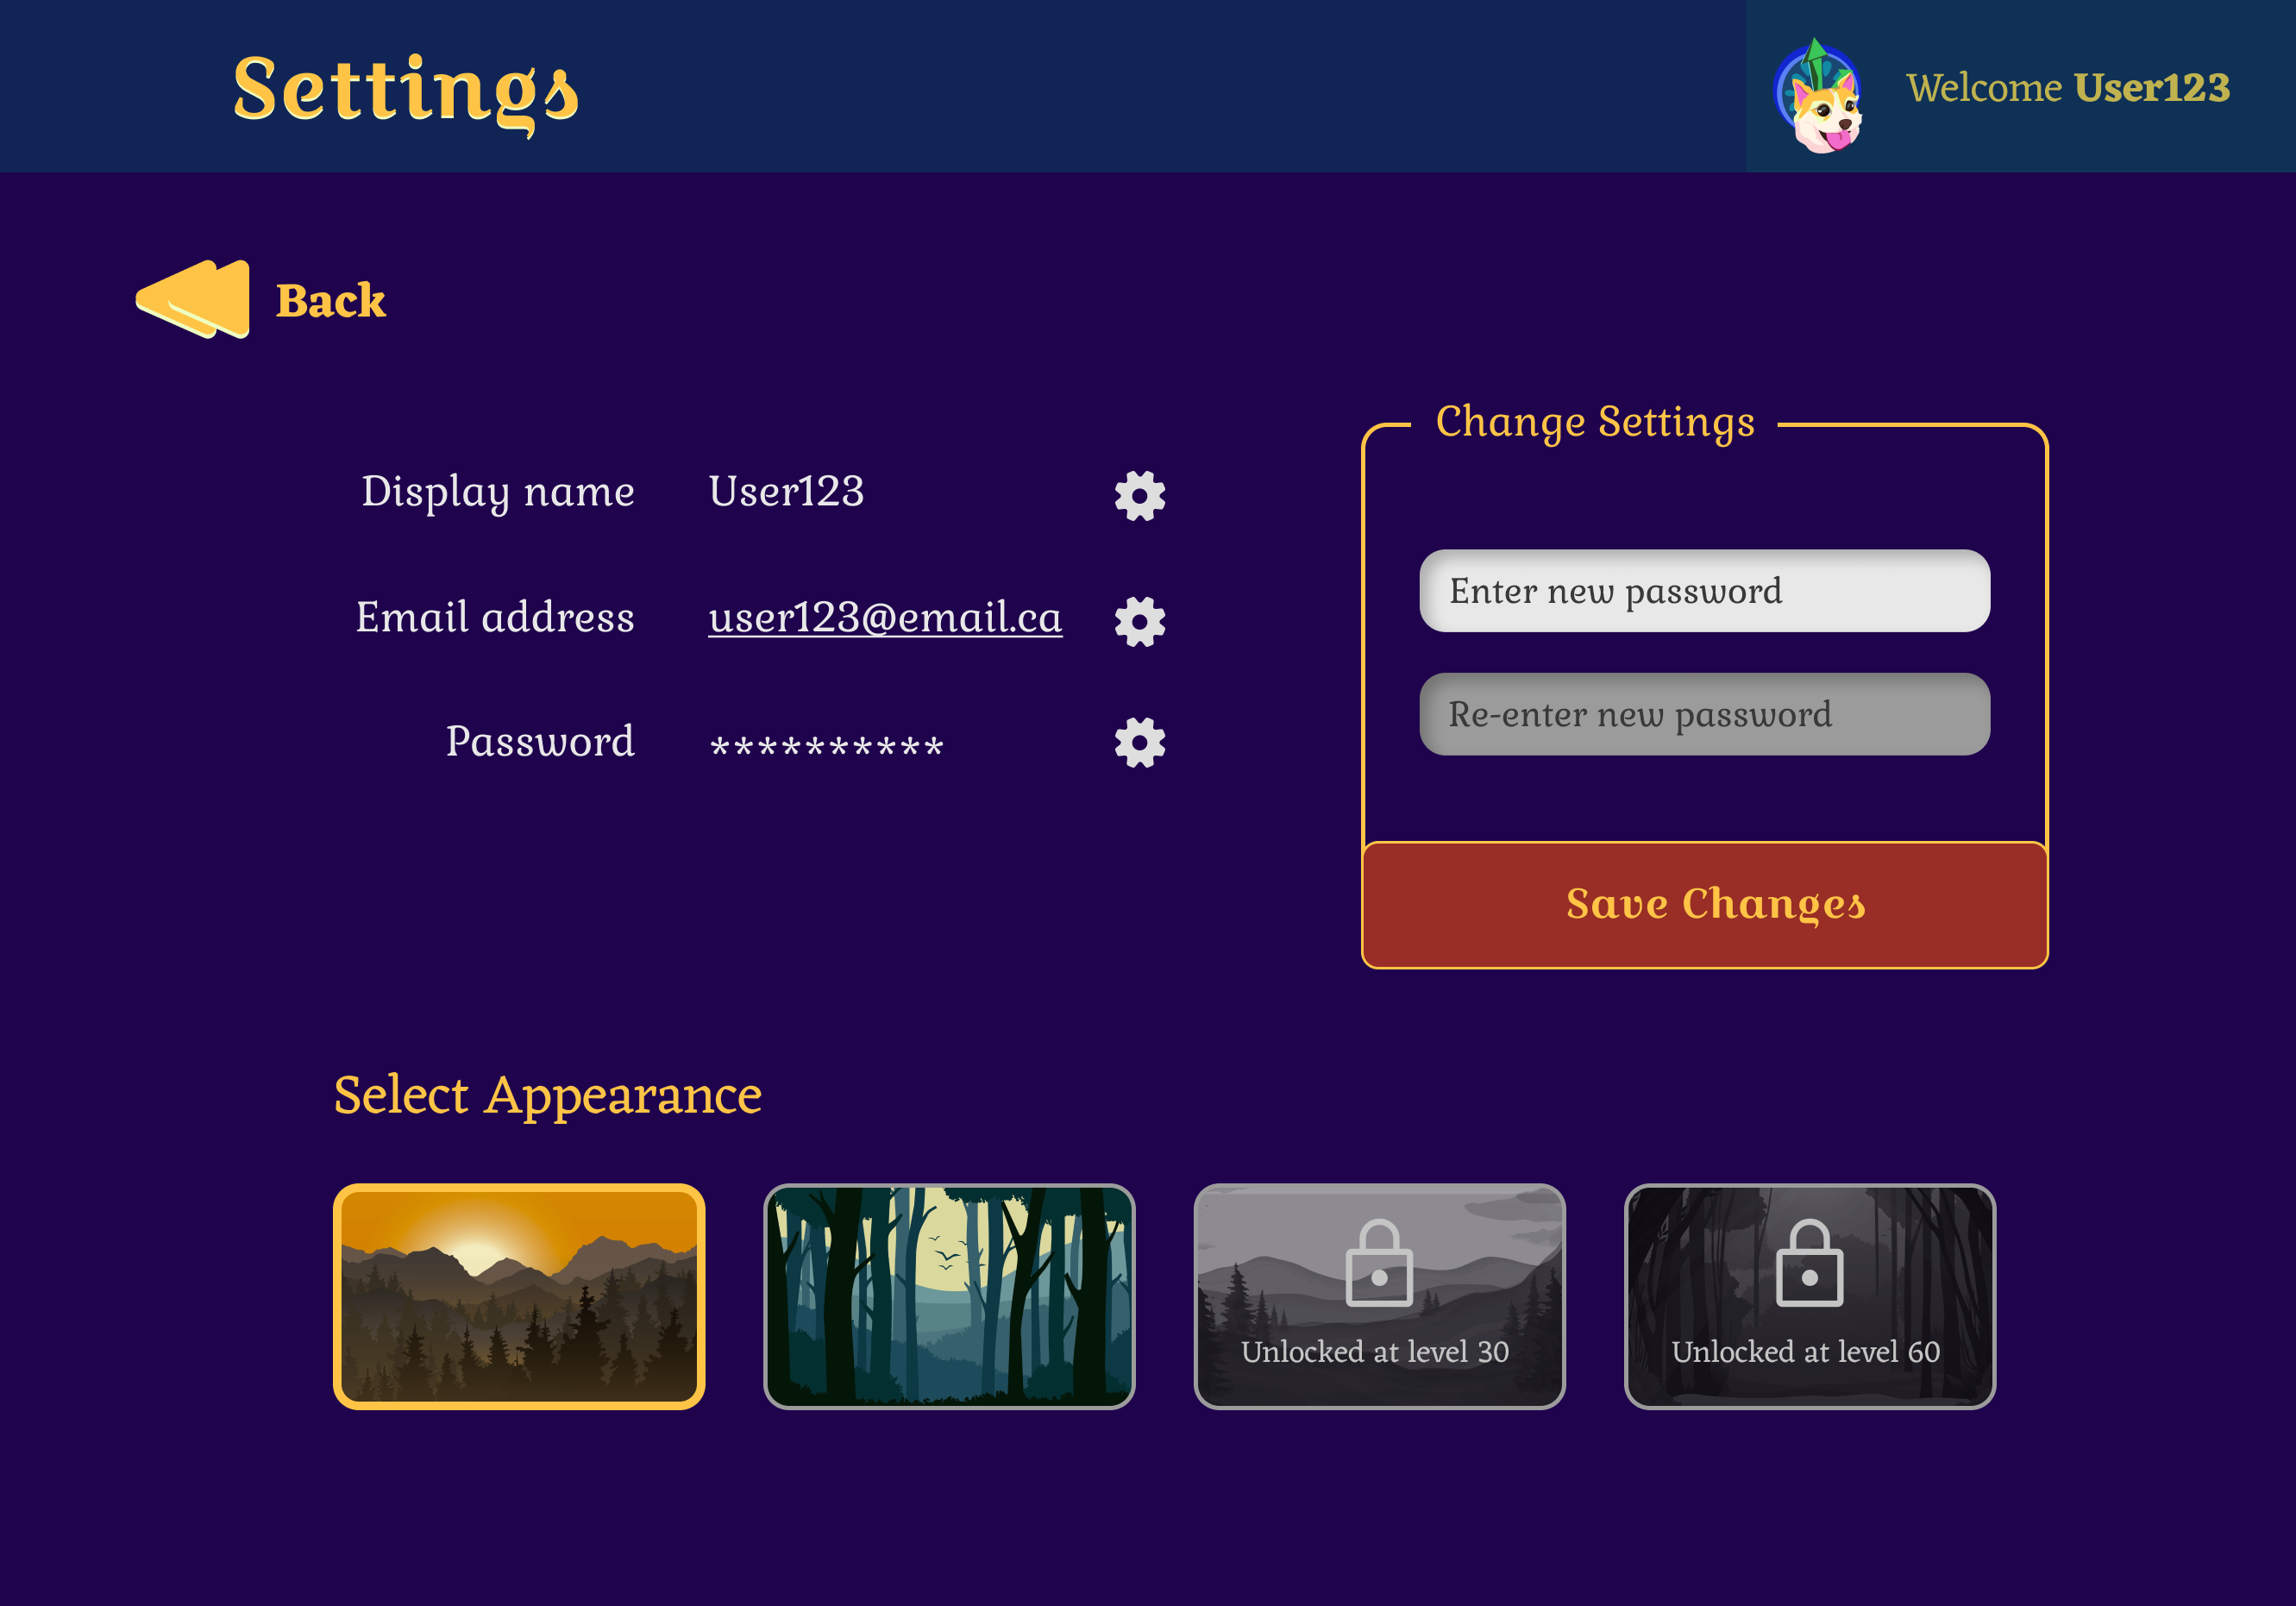 Settings
Welcome User123
Back
Change Settings
Display name User123
Enter new password
Email address user123@email.ca
Re-enter new password
Password **********
Save Changes
Select Appearance
Unlocked at level 30
Unlocked at level 60